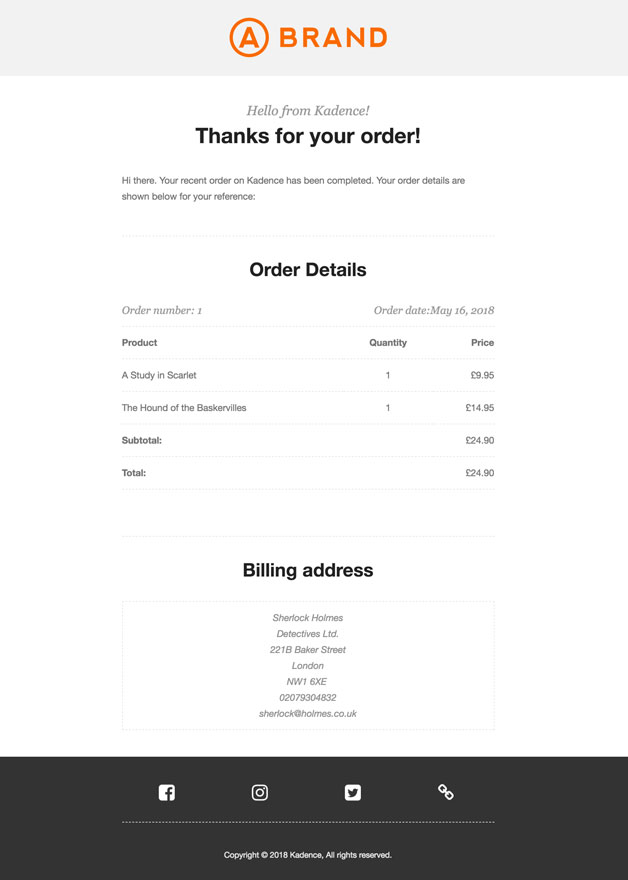 A BRAND
Hello from Kadence!
Thanks for your order!
Hi there. Your recent order on Kadence has been completed. Your order details are
shown below for your reference:
Order Details
Order number: 1 Order date:May 16, 2018
Product Quantity Price
A Study in Scarlet 1 £9.95
The Hound of the Baskervilles 1 £14.95
Subtotal: £24.90
Total: £24.90
Billing address
Sherlock Holmes
Detectives Ltd.
221B Baker Street
London
NW1 6XE
02079304832
sherlock@holmes.co.uk
Copyright © 2018 Kadence, All rights reserved.